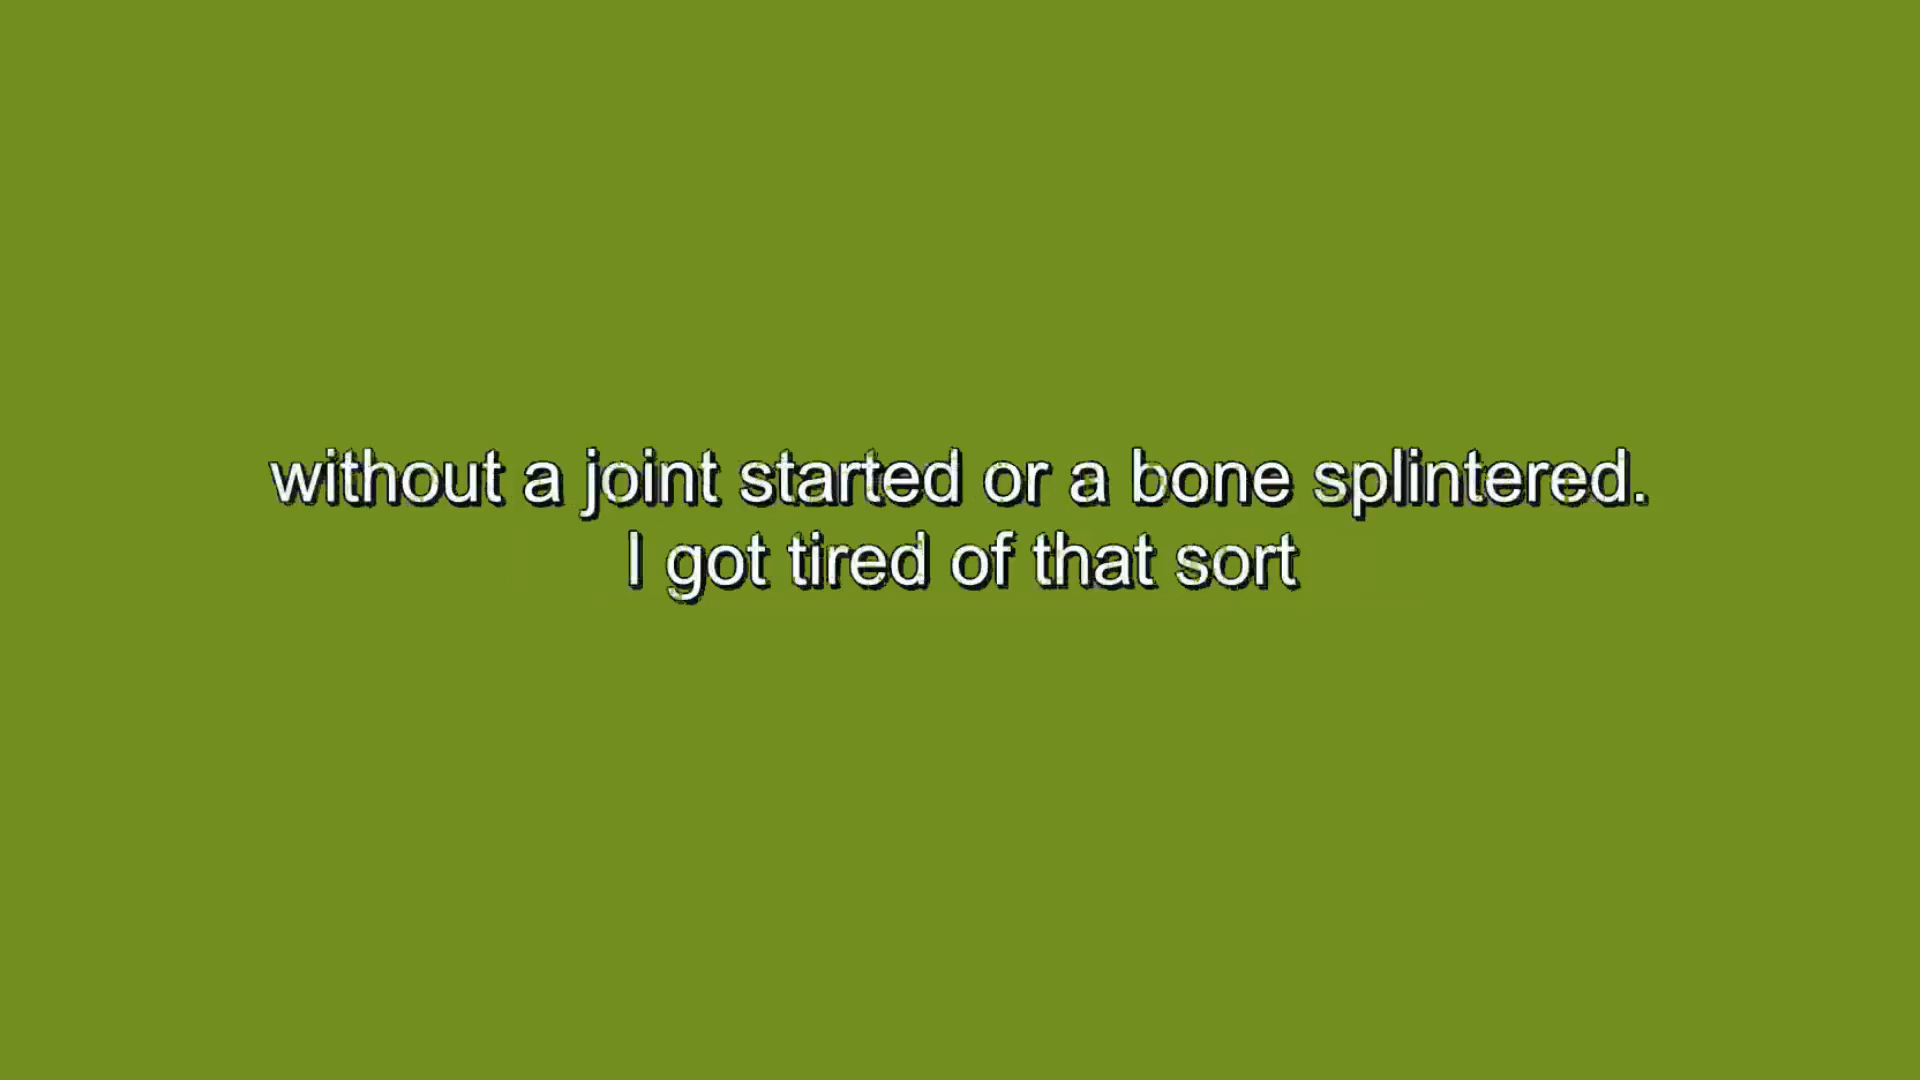 without a joint started or a bone splintered.
I got tired of that sort